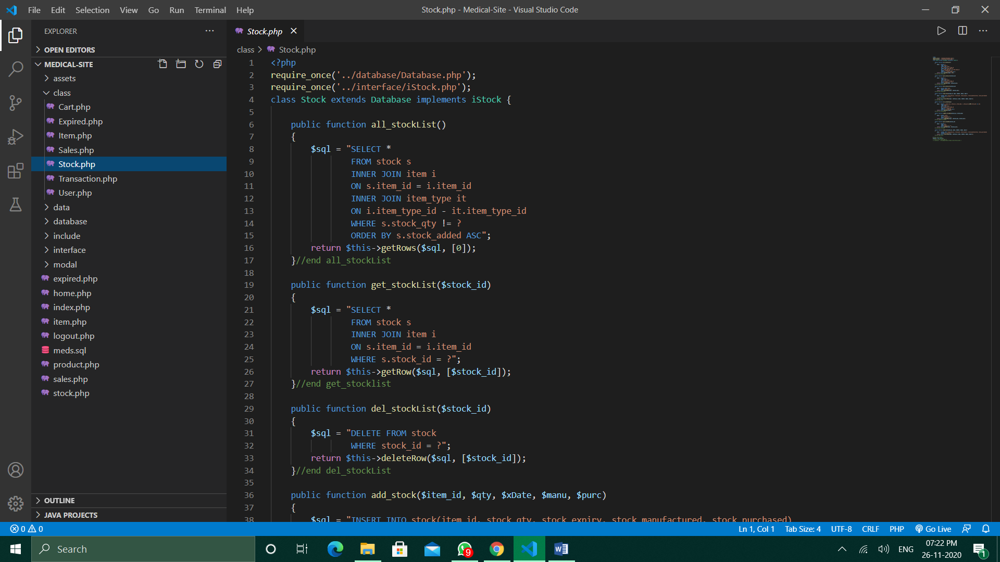 File Edit Selection View Go Run Terminal Help
Stock.php - Medical-Site - Visual Studio Code
EXPLORER
OPEN EDITORS
MEDICAL-SITE
assets
class
Cart.php
Expired.php
Item.php
Sales.php
Stock.php
Transaction.php
User.php
data
database
include
interface
modal
expired.php
home.php
index.php
item.php
logout.php
meds.sql
product.php
sales.php
stock.php
OUTLINE
JAVA PROJECTS
Stock.php
class > Stock.php
1 <?php
2 require_once('../database/Database.php');
3 require_once('../interface/iStock.php');
4 class Stock extends Database implements iStock {
5
6 public function all_stockList()
7 {
8 $sql = "SELECT *
9 FROM stock s
10 INNER JOIN item i
11 ON s.item_id = i.item_id
12 INNER JOIN item_type it
13 ON i.item_type_id - it.item_type_id
14 WHERE s.stock_qty != ?
15 ORDER BY s.stock_added ASC";
16 return $this->getRows($sql, [0]);
17 }//end all_stockList
18
19 public function get_stockList($stock_id)
20 {
21 $sql = "SELECT *
22 FROM stock s
23 INNER JOIN item i
24 ON s.item_id = i.item_id
25 WHERE s.stock_id = ?";
26 return $this->getRow($sql, [$stock_id]);
27 }//end get_stocklist
28
29 public function del_stockList($stock_id)
30 {
31 $sql = "DELETE FROM stock
32 WHERE stock_id = ?";
33 return $this->deleteRow($sql, [$stock_id]);
34 }//end del_stockList
35
36 public function add_stock($item_id, $qty, $xDate, $manu, $purc)
37 {
38 $sql = "INSERT INTO stock(item_id, stock_qty, stock_expiry, stock_manufactured, stock_purchased)
0 0
Ln 1, Col 1 Tab Size: 4 UTF-8 CRLF PHP Go Live
Search
9
ENG
07:22 PM
26-11-2020
1